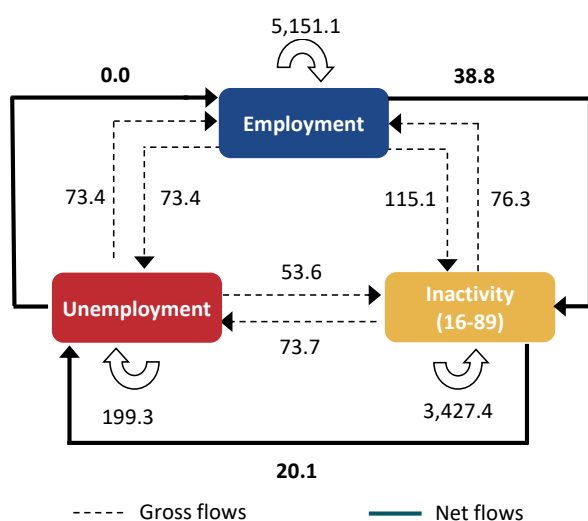 5,151.1
0.0
38.8
Employment
73.4
73.4
115.1
76.3
53.6
Unemployment
Inactivity
(16-89)
73.7
199.3
3,427.4
20.1
Gross flows
Net flows